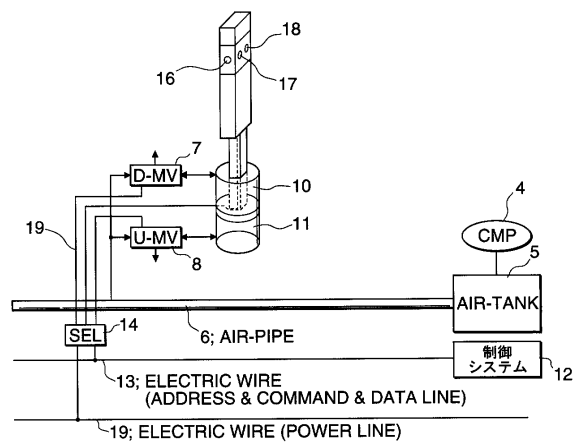 18
16
17
7
D-MV
10
4
CMP
19
11
5
U-MV
8
AIR-TANK
14
SEL
6; AIR-PIPE
制御
システム
12
13; ELECTRIC WIRE
(ADDRESS & COMMAND & DATA LINE)
19; ELECTRIC WIRE (POWER LINE)